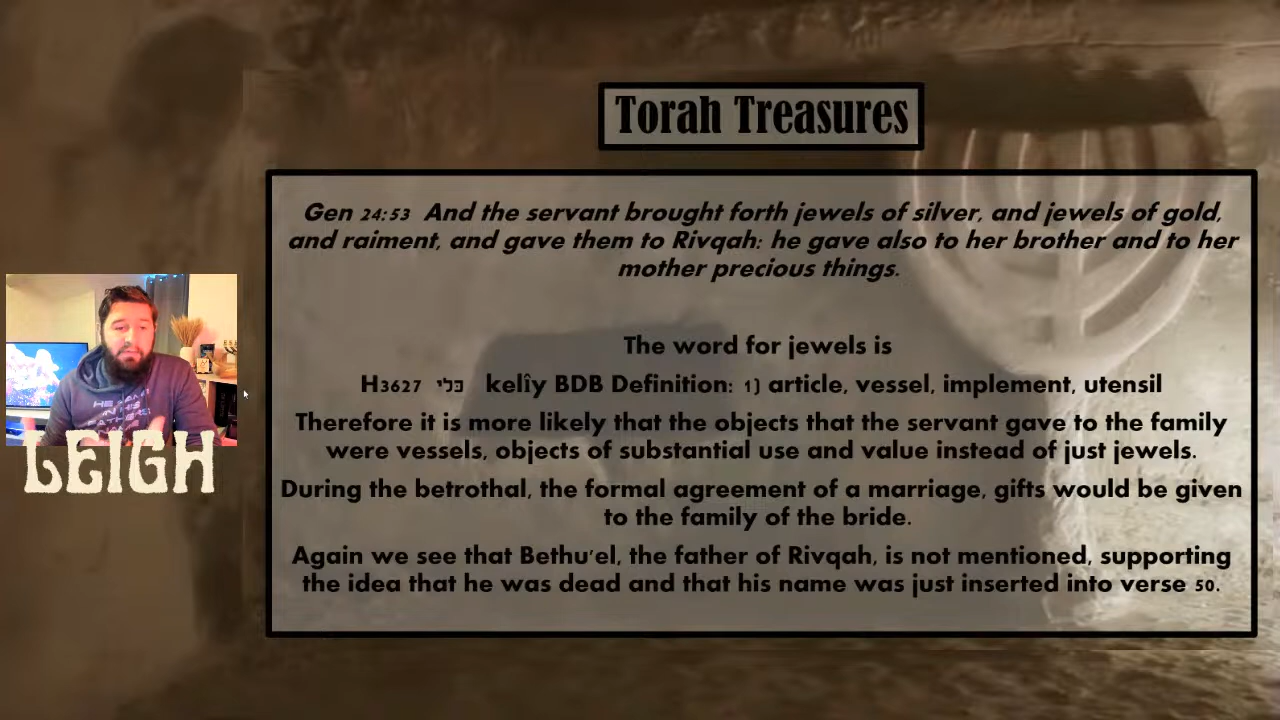 Torah Treasures
Gen 24:53 And the servant brought forth jewels of silver, and jewels of gold,
and raiment, and gave them to Rivqah: he gave also to her brother and to her
mother precious things.
The word for jewels is
H3627 כּלי kelîy BDB Definition: 1) article, vessel, implement, utensil
Therefore it is more likely that the objects that the servant gave to the family
were vessels, objects of substantial use and value instead of just jewels.
During the betrothal, the formal agreement of a marriage, gifts would be given
to the family of the bride.
Again we see that Bethu'el, the father of Rivqah, is not mentioned, supporting
the idea that he was dead and that his name was just inserted into verse 50.
LEIGH